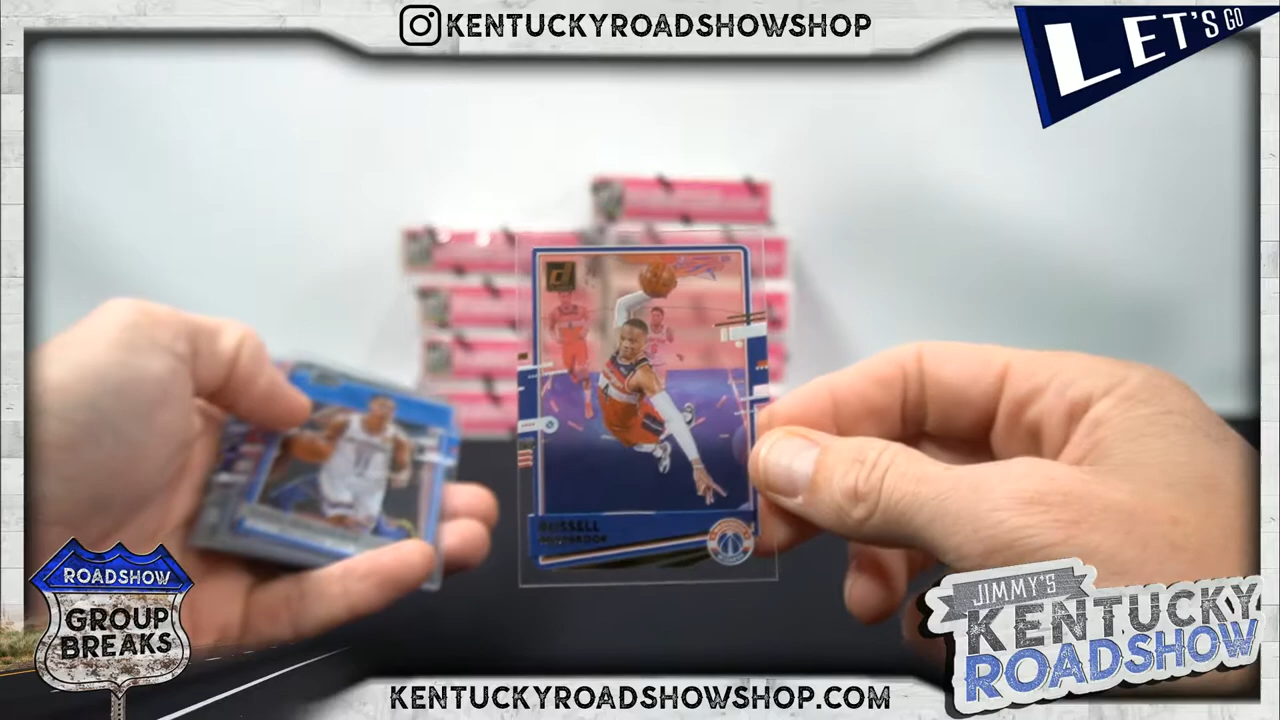 KENTUCKYROADSHOWSHOP
LET'S GO
RUSSELL
WESTBROOK
ROADSHOW
GROUP
BREAKS
JIMMY'S
KENTUCKY
ROADSHOW
KENTUCKYROADSHOWSHOP.COM